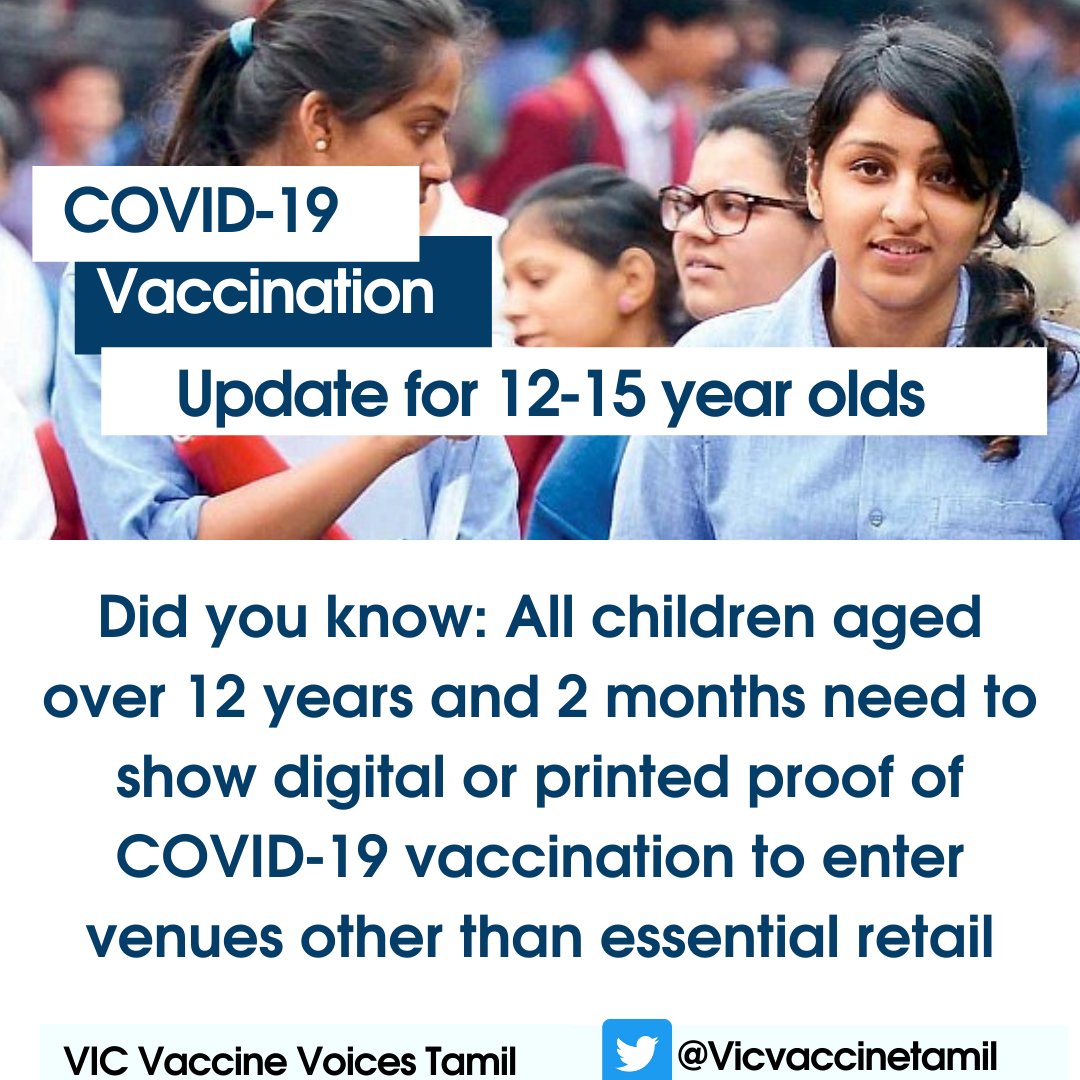 COVID-19
Vaccination
Update for 12-15 year olds
Did you know: All children aged
over 12 years and 2 months need to
show digital or printed proof of
COVID-19 vaccination to enter
venues other than essential retail
VIC Vaccine Voices Tamil
@Vicvaccinetamil